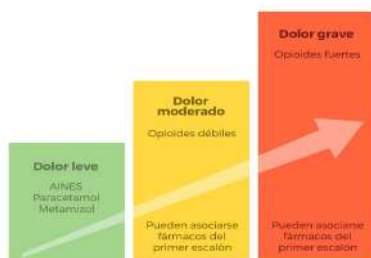 Dolor leve
AINES
Paracetamol
Metamizol
Dolor
moderado
Opioides débiles
Pueden asociarse
fármacos del
primer escalón
Dolor grave
Opioides fuertes
Pueden asociarse
fármacos del
primer escalón